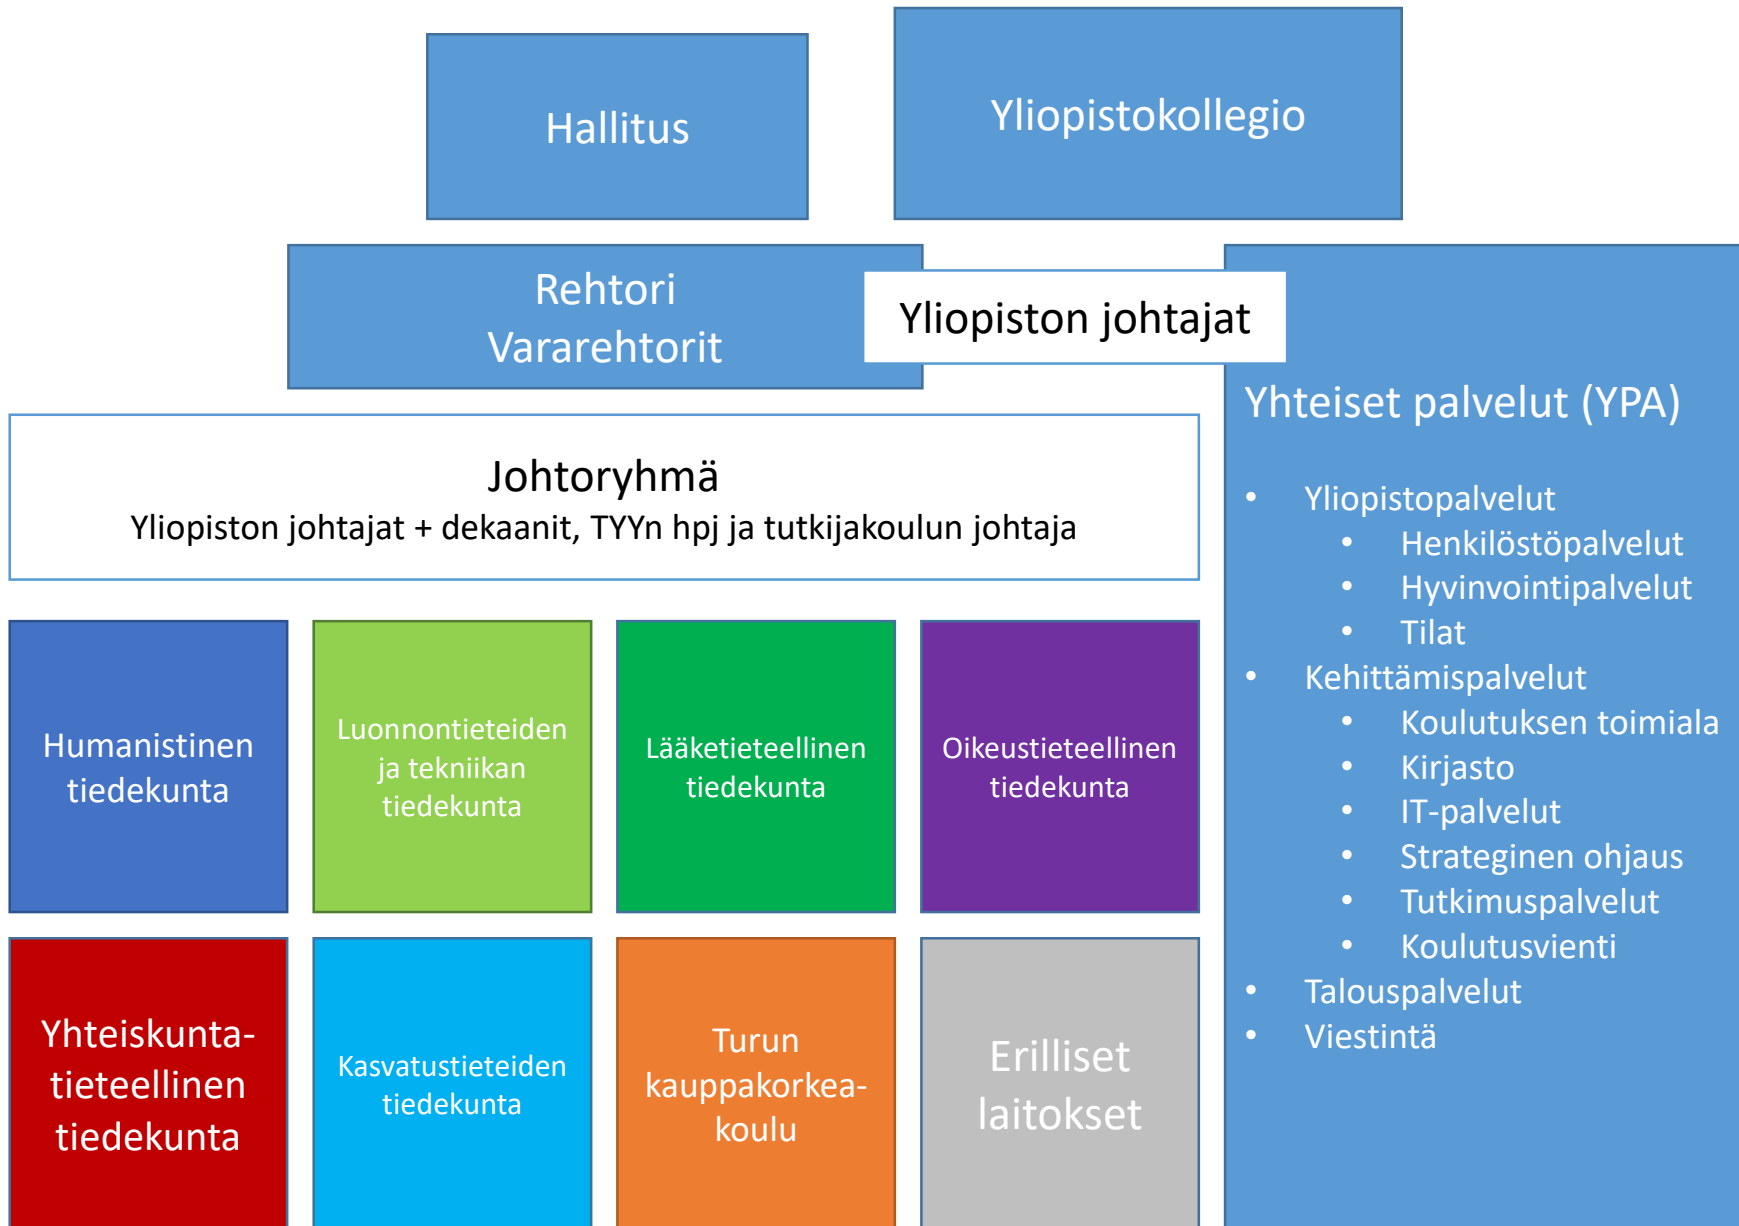 Hallitus
Yliopistokollegio
Rehtori
Vararehtorit
Yliopiston johtajat
Johtoryhmä
Yliopiston johtajat + dekaanit, TYYn hpj ja tutkijakoulun johtaja
Humanistinen
tiedekunta
Luonnontieteiden
ja tekniikan
tiedekunta
Lääketieteellinen
tiedekunta
Oikeustieteellinen
tiedekunta
Yhteiskunta-
tieteellinen
tiedekunta
Kasvatustieteiden
tiedekunta
Turun
kauppakorkea-
koulu
Erilliset
laitokset
Yhteiset palvelut (YPA)
• Yliopistopalvelut
• Henkilöstöpalvelut
• Hyvinvointipalvelut
• Tilat
• Kehittämispalvelut
• Koulutuksen toimiala
• Kirjasto
• IT-palvelut
• Strateginen ohjaus
• Tutkimuspalvelut
• Koulutusvienti
• Talouspalvelut
• Viestintä